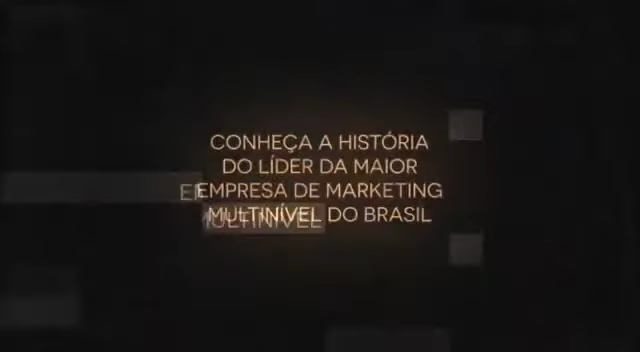 CONHEÇA A HISTÓRIA
DO LÍDER DA MAIOR
EMPRESA DE MARKETING
MULTINÍVEL DO BRASIL